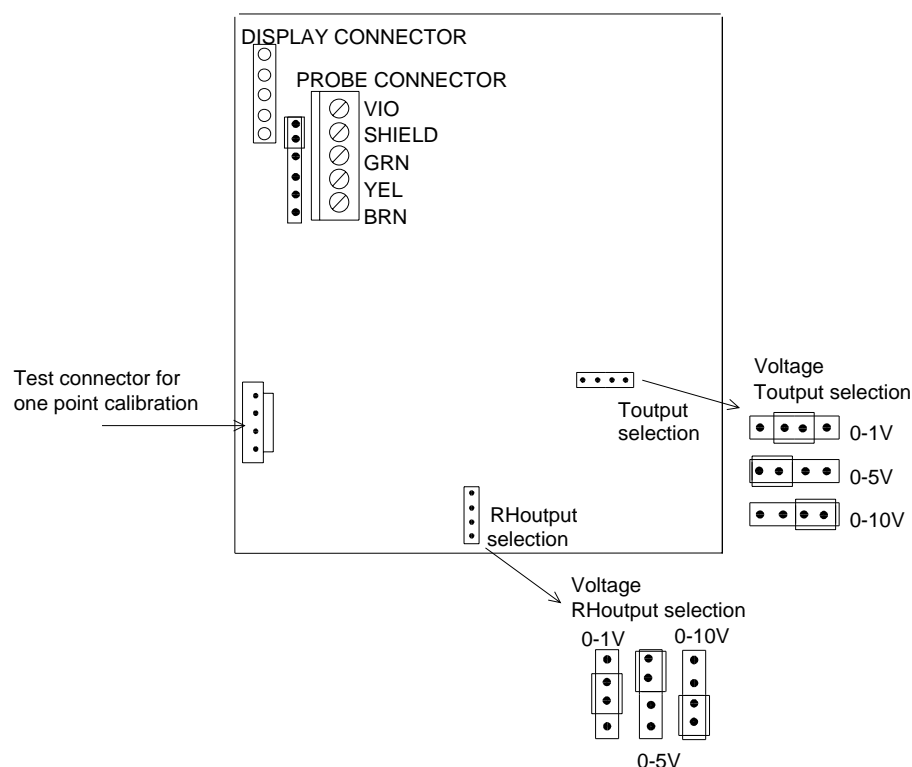 DISPLAY CONNECTOR
PROBE CONNECTOR
VIO
SHIELD
GRN
YEL
BRN
Test connector for
one point calibration
Toutput
selection
Voltage
Toutput selection
0-1V
0-5V
0-10V
RHoutput
selection
Voltage
RHoutput selection
0-1V
0-10V
0-5V